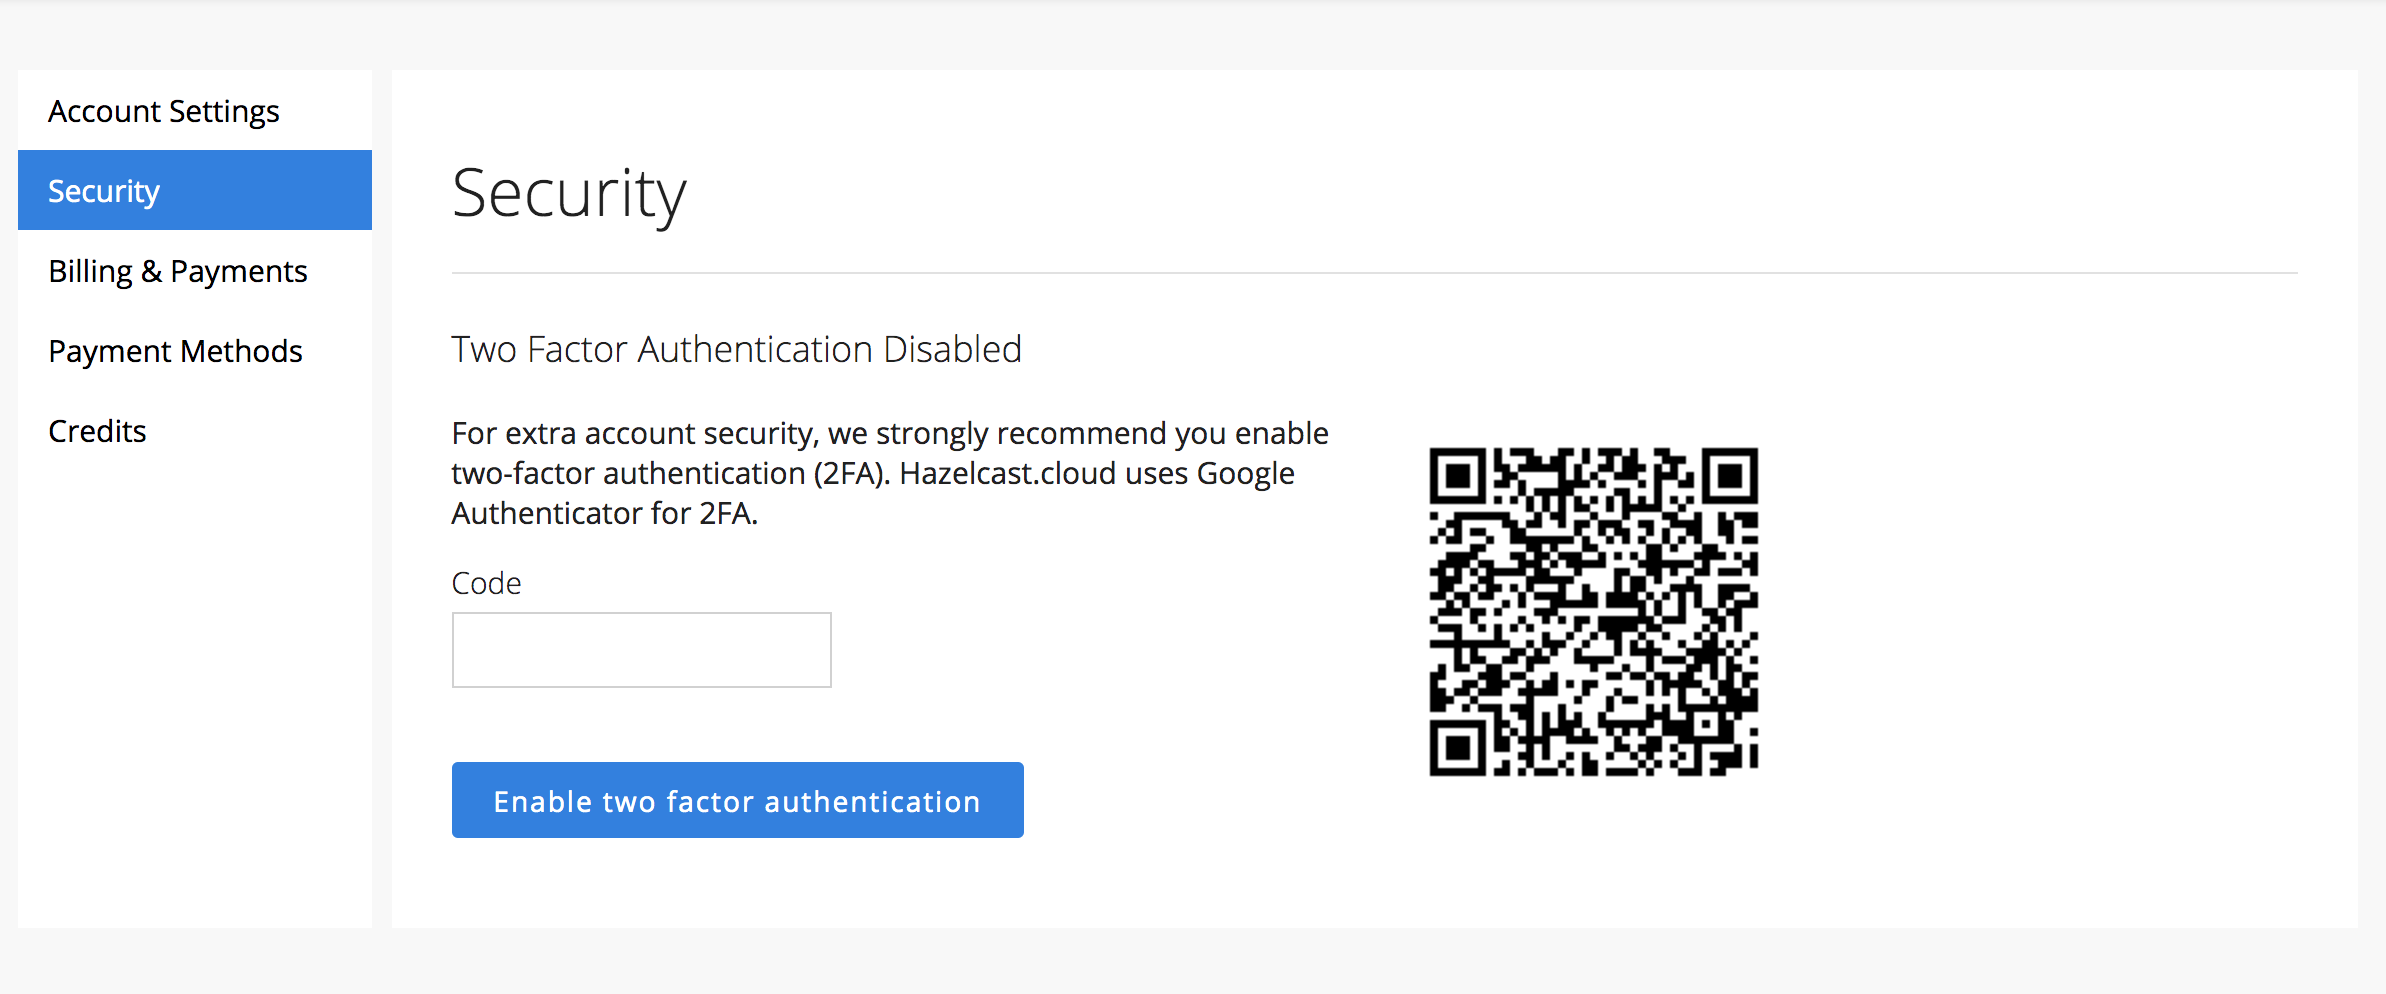 Account Settings
Security
Billing & Payments
Payment Methods
Credits
Security
Two Factor Authentication Disabled
For extra account security, we strongly recommend you enable
two-factor authentication (2FA). Hazelcast.cloud uses Google
Authenticator for 2FA.
Code
Enable two factor authentication